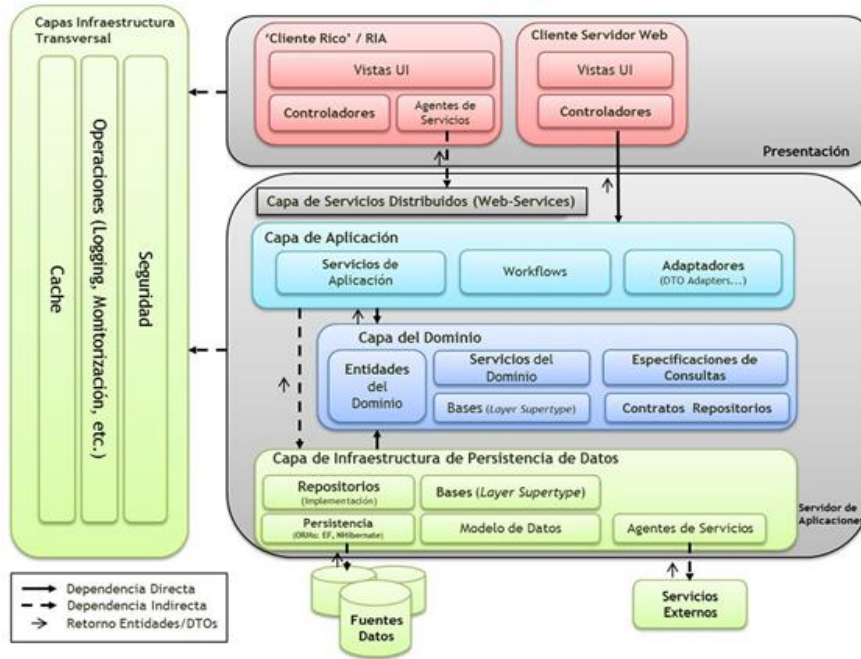 Capas Infraestructura
Transversal
Cache
Operaciones (Logging, Monitorización, etc.)
Seguridad
'Cliente Rico' / RIA
Vistas UI
Controladores
Agentes de
Servicios
Cliente Servidor Web
Vistas UI
Controladores
Presentación
Capa de Servicios Distribuidos (Web-Services)
Capa de Aplicación
Servicios de
Aplicación
Workflows
Adaptadores
(DTO Adapters...)
Capa del Dominio
Entidades
del
Dominio
Servicios del
Dominio
Especificaciones de
Consultas
Bases (Layer Supertype)
Contratos Repositorios
Capa de Infraestructura de Persistencia de Datos
Repositorios
(Implementación)
Bases (Layer Supertype)
Persistencia
(ORMs: EF, NHibernate)
Modelo de Datos
Agentes de Servicios
Servidor de
Aplicaciones
Dependencia Directa
Dependencia Indirecta
Retorno Entidades/DTOs
Fuentes
Datos
Servicios
Externos